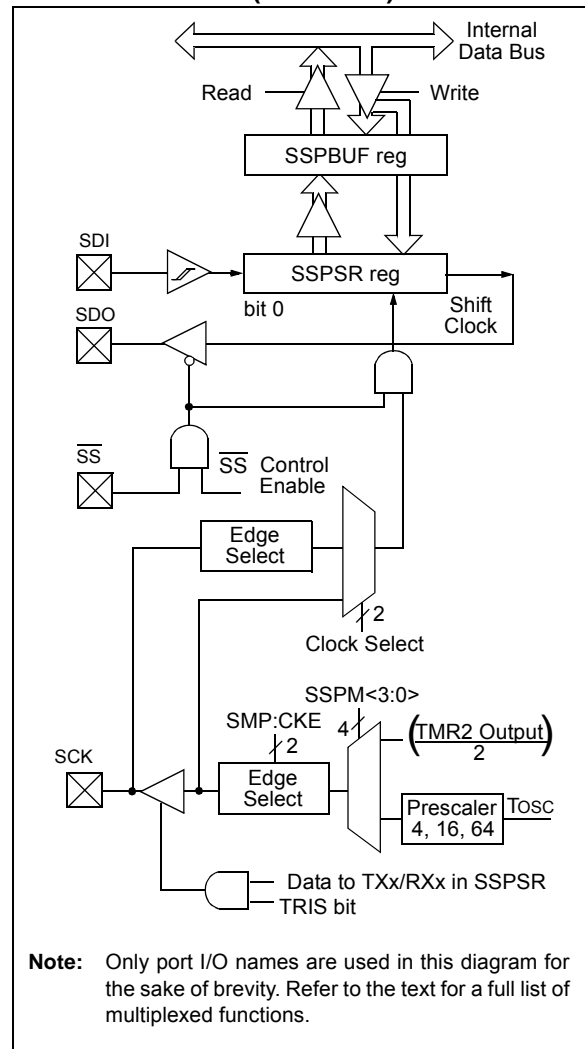 Internal
Data Bus
Read
Write
SSPBUF reg
SDI
SSPSR reg
bit 0
Shift
Clock
SDO
SS
SS Control
Enable
Edge
Select
2
Clock Select
SSPM<3:0>
SMP:CKE
4
(TMR2 Output)
2
2
SCK
Edge
Select
Prescaler
4, 16, 64
TOSC
Data to TXx/RXx in SSPSR
TRIS bit
Note: Only port I/O names are used in this diagram for
the sake of brevity. Refer to the text for a full list of
multiplexed functions.